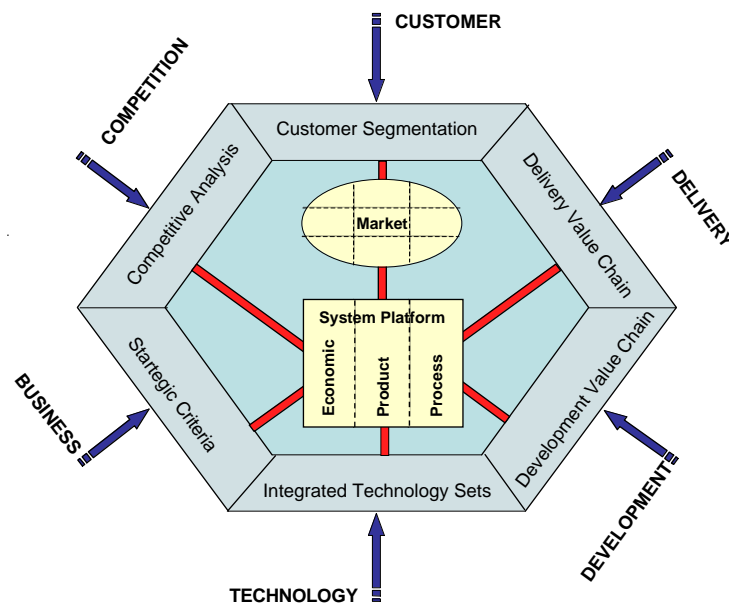 CUSTOMER
COMPETITION
Customer Segmentation
Competitive Analysis
Delivery Value Chain
DELIVERY
Market
System Platform
Economic
Product
Process
Startegic Criteria
Development Value Chain
BUSINESS
Integrated Technology Sets
DEVELOPMENT
TECHNOLOGY